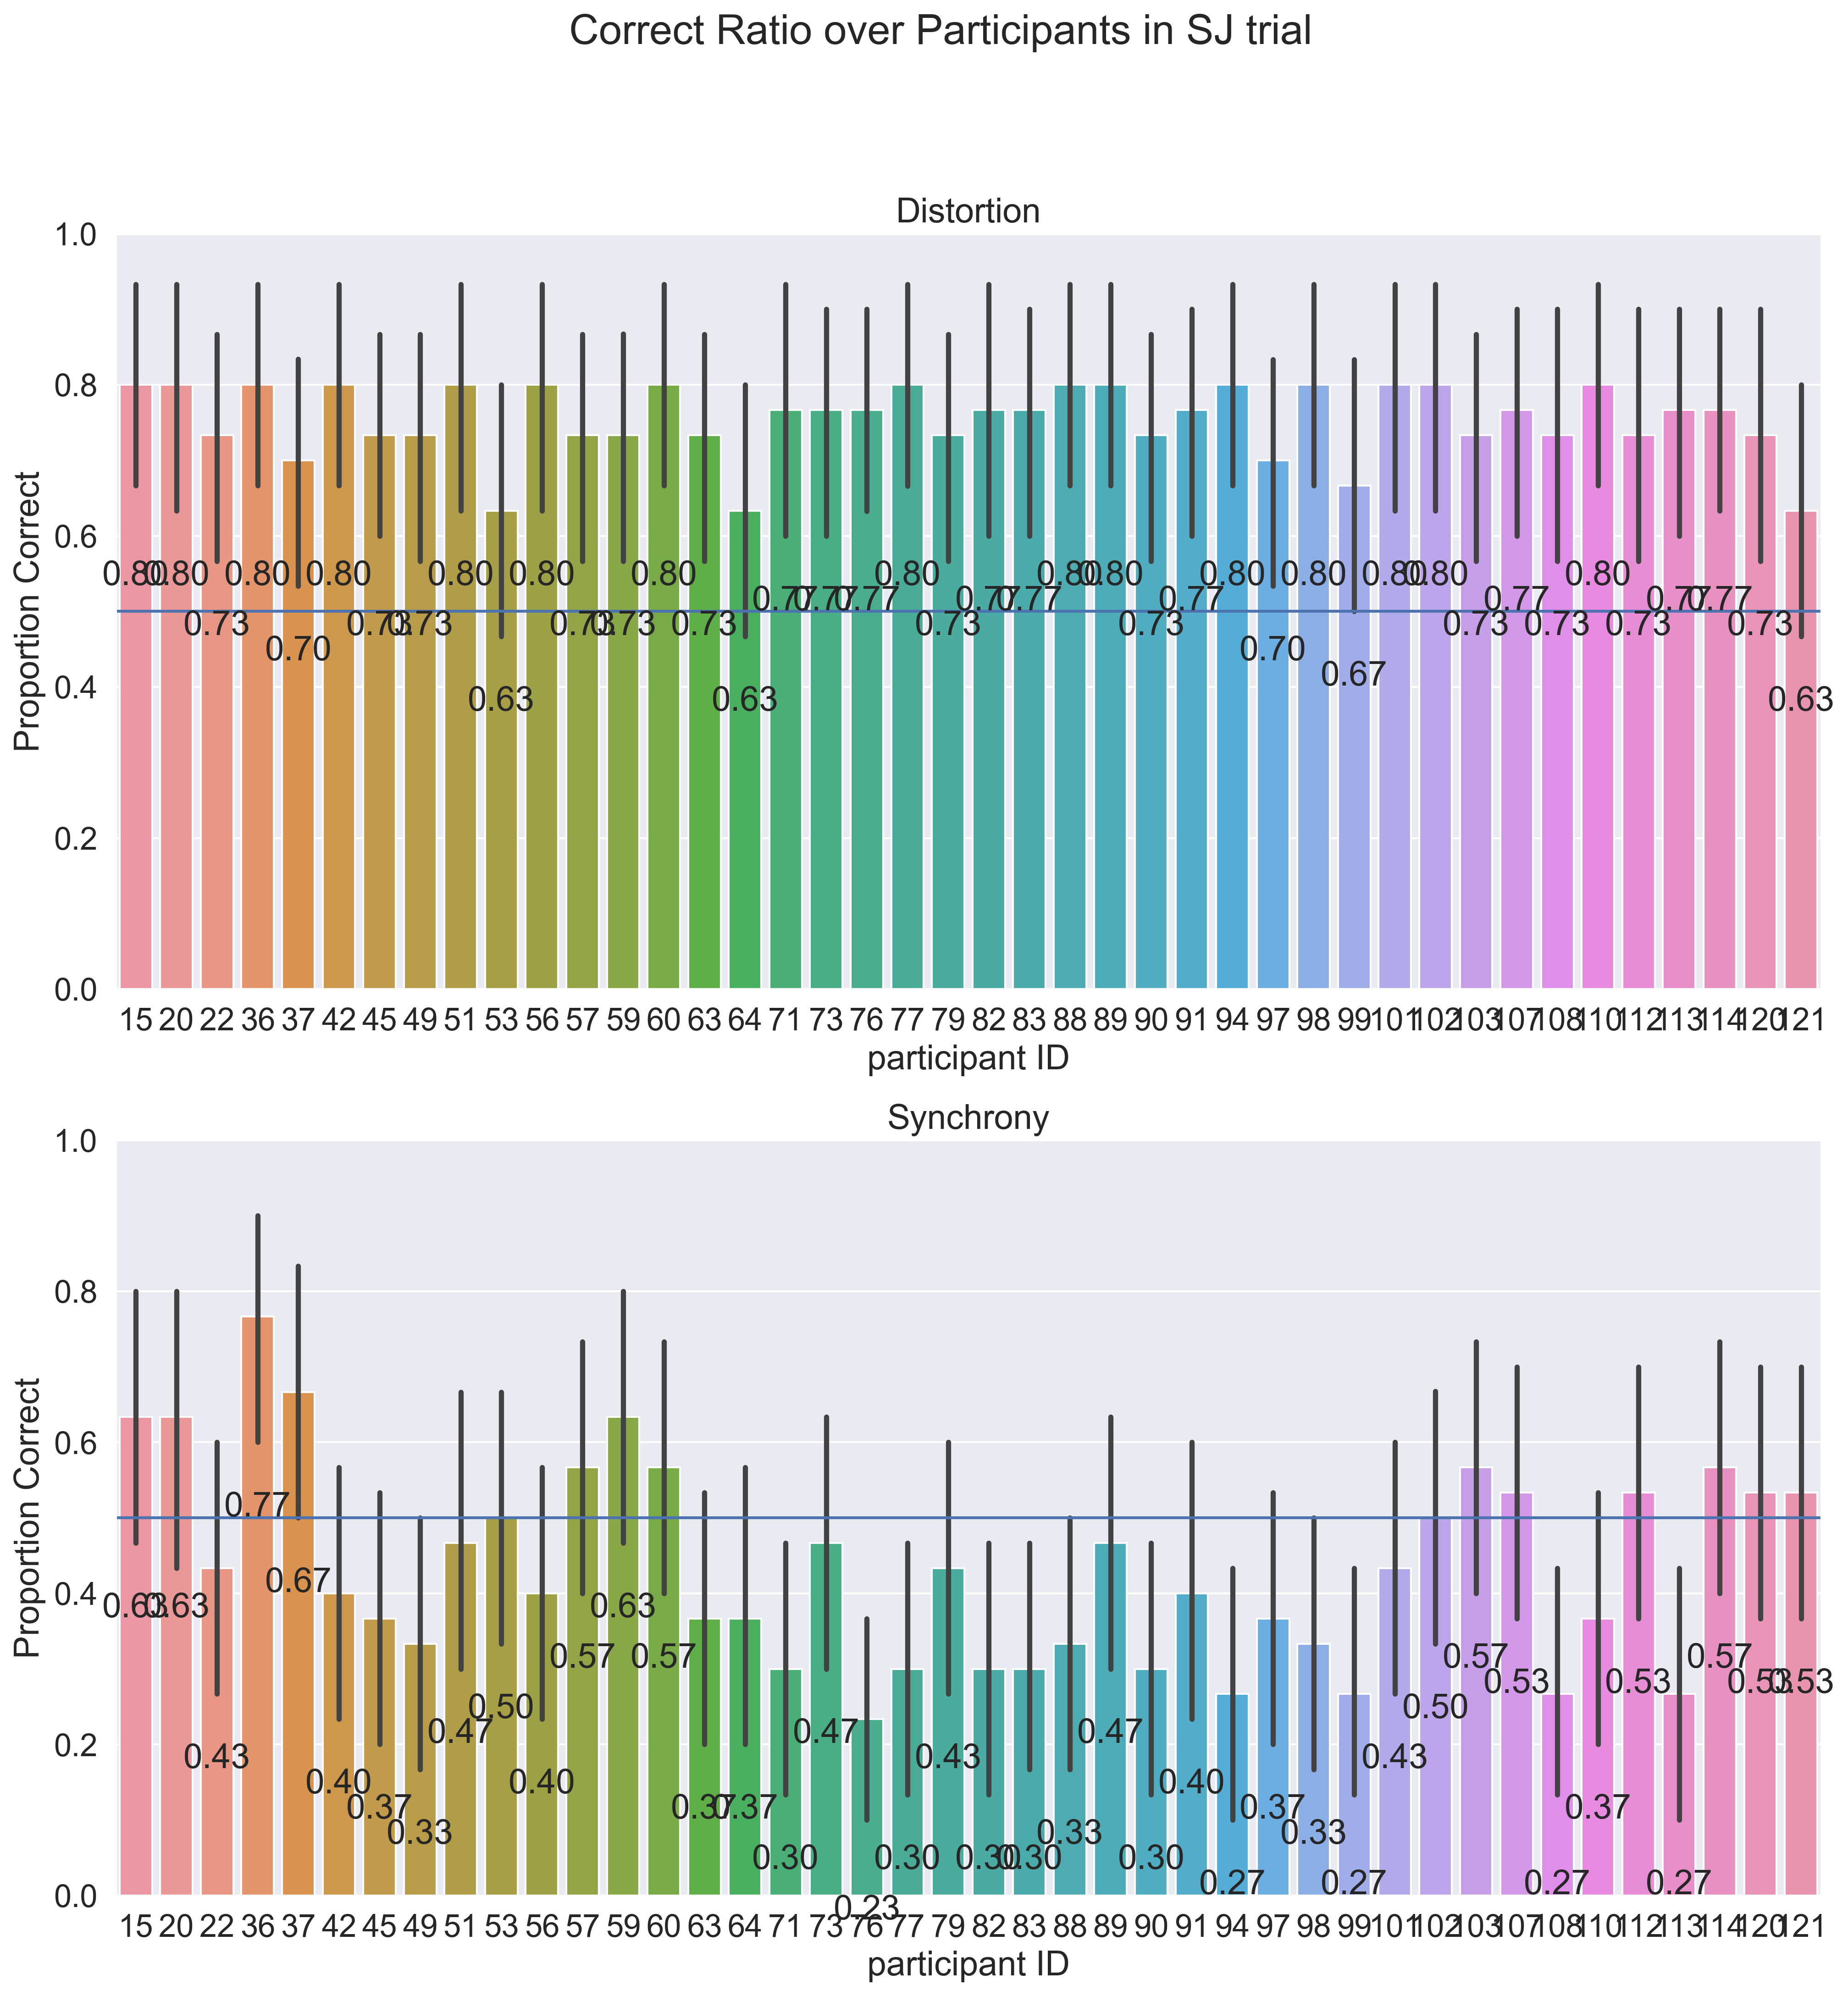 Correct Ratio over Participants in SJ trial
Distortion
Proportion Correct
1.0
0.8
0.6
0.4
0.2
0.0
0.80 0.80 0.73 0.80 0.70 0.80 0.73 0.73 0.80 0.63 0.80 0.73 0.73 0.80 0.73 0.63 0.77 0.77 0.77 0.80 0.73 0.77 0.77 0.80 0.80 0.73 0.77 0.80 0.70 0.80 0.67 0.80 0.80 0.73 0.77 0.73 0.80 0.73 0.77 0.77 0.73 0.63
15 20 22 36 37 42 45 49 51 53 56 57 59 60 63 64 71 73 76 77 79 82 83 88 89 90 91 94 97 98 99 101 102 103 107 108 110 112 113 114 120 121
participant ID
Synchrony
Proportion Correct
1.0
0.8
0.6
0.4
0.2
0.0
0.63 0.63 0.43 0.77 0.67 0.40 0.37 0.33 0.47 0.50 0.40 0.57 0.63 0.57 0.37 0.37 0.30 0.47 0.23 0.30 0.43 0.30 0.30 0.33 0.47 0.30 0.40 0.27 0.37 0.33 0.27 0.43 0.50 0.57 0.53 0.27 0.37 0.53 0.27 0.57 0.53 0.53
15 20 22 36 37 42 45 49 51 53 56 57 59 60 63 64 71 73 76 77 79 82 83 88 89 90 91 94 97 98 99 101 102 103 107 108 110 112 113 114 120 121
participant ID